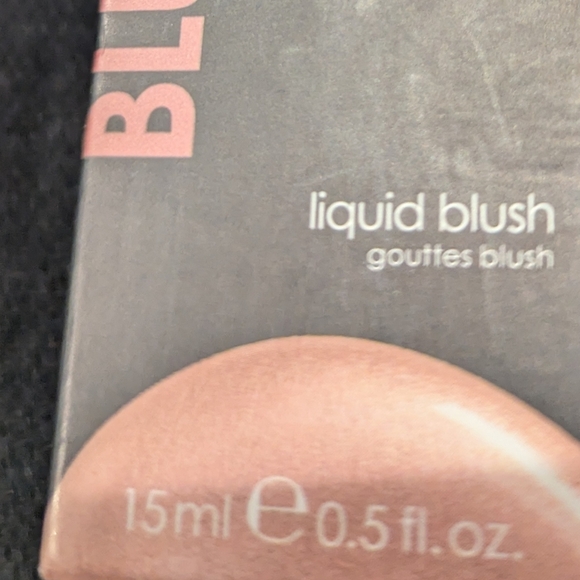 BLU
liquid blush
gouttes blush
15ml e 0.5 fl. oz.